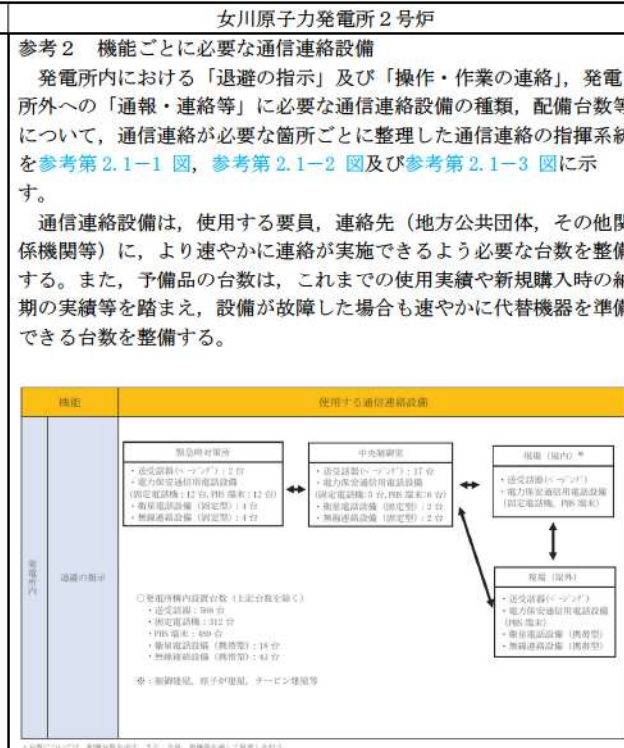 女川原子力発電所2号炉
参考2 機能ごとに必要な通信連絡設備
発電所内における「退避の指示」及び「操作・作業の連絡」，発電
所外への「通報・連絡等」に必要な通信連絡設備の種類，配備台数等
について，通信連絡が必要な箇所ごとに整理した通信連絡の指揮系統
を参考第2.1－1 図，参考第2.1－2 図及び参考第2.1－3 図に示
す。
通信連絡設備は，使用する要員，連絡先（地方公共団体，その他関
係機関等）に，より速やかに連絡が実施できるよう必要な台数を整備
する。また，予備品の台数は，これまでの使用実績や新規購入時の納
期の実績等を踏まえ，設備が故障した場合も速やかに代替機器を準備
できる台数を整備する。
機能
使用する通信連絡設備
発電所内
退避の指示
緊急時対策所
・送受話器(ページング)：2台
・電力保安通信用電話設備
(固定電話機：12台, PHS 端末：12台)
・衛星電話設備（固定型）：4台
・無線連絡設備（固定型）：4台
中央制御室
・送受話器(ページング)：17台
・電力保安通信用電話設備
(固定電話機：3台, PHS 端末：6台)
・衛星電話設備（固定型）：2台
・無線連絡設備（固定型）：2台
現場（屋内）※
・送受話器(ページング)
・電力保安通信用電話設備
(固定電話機, PHS 端末)
現場（屋外）
・送受話器(ページング)
・電力保安通信用電話設備
(PHS 端末)
・衛星電話設備（携帯型）
・無線連絡設備（携帯型）
○発電所構内設置台数（上記台数を除く）
・送受話器：
・固定電話機：312台
・PHS 端末：
・衛星電話設備（携帯型）：18台
・無線連絡設備（携帯型）：
※：制御建屋，原子炉建屋，タービン建屋等